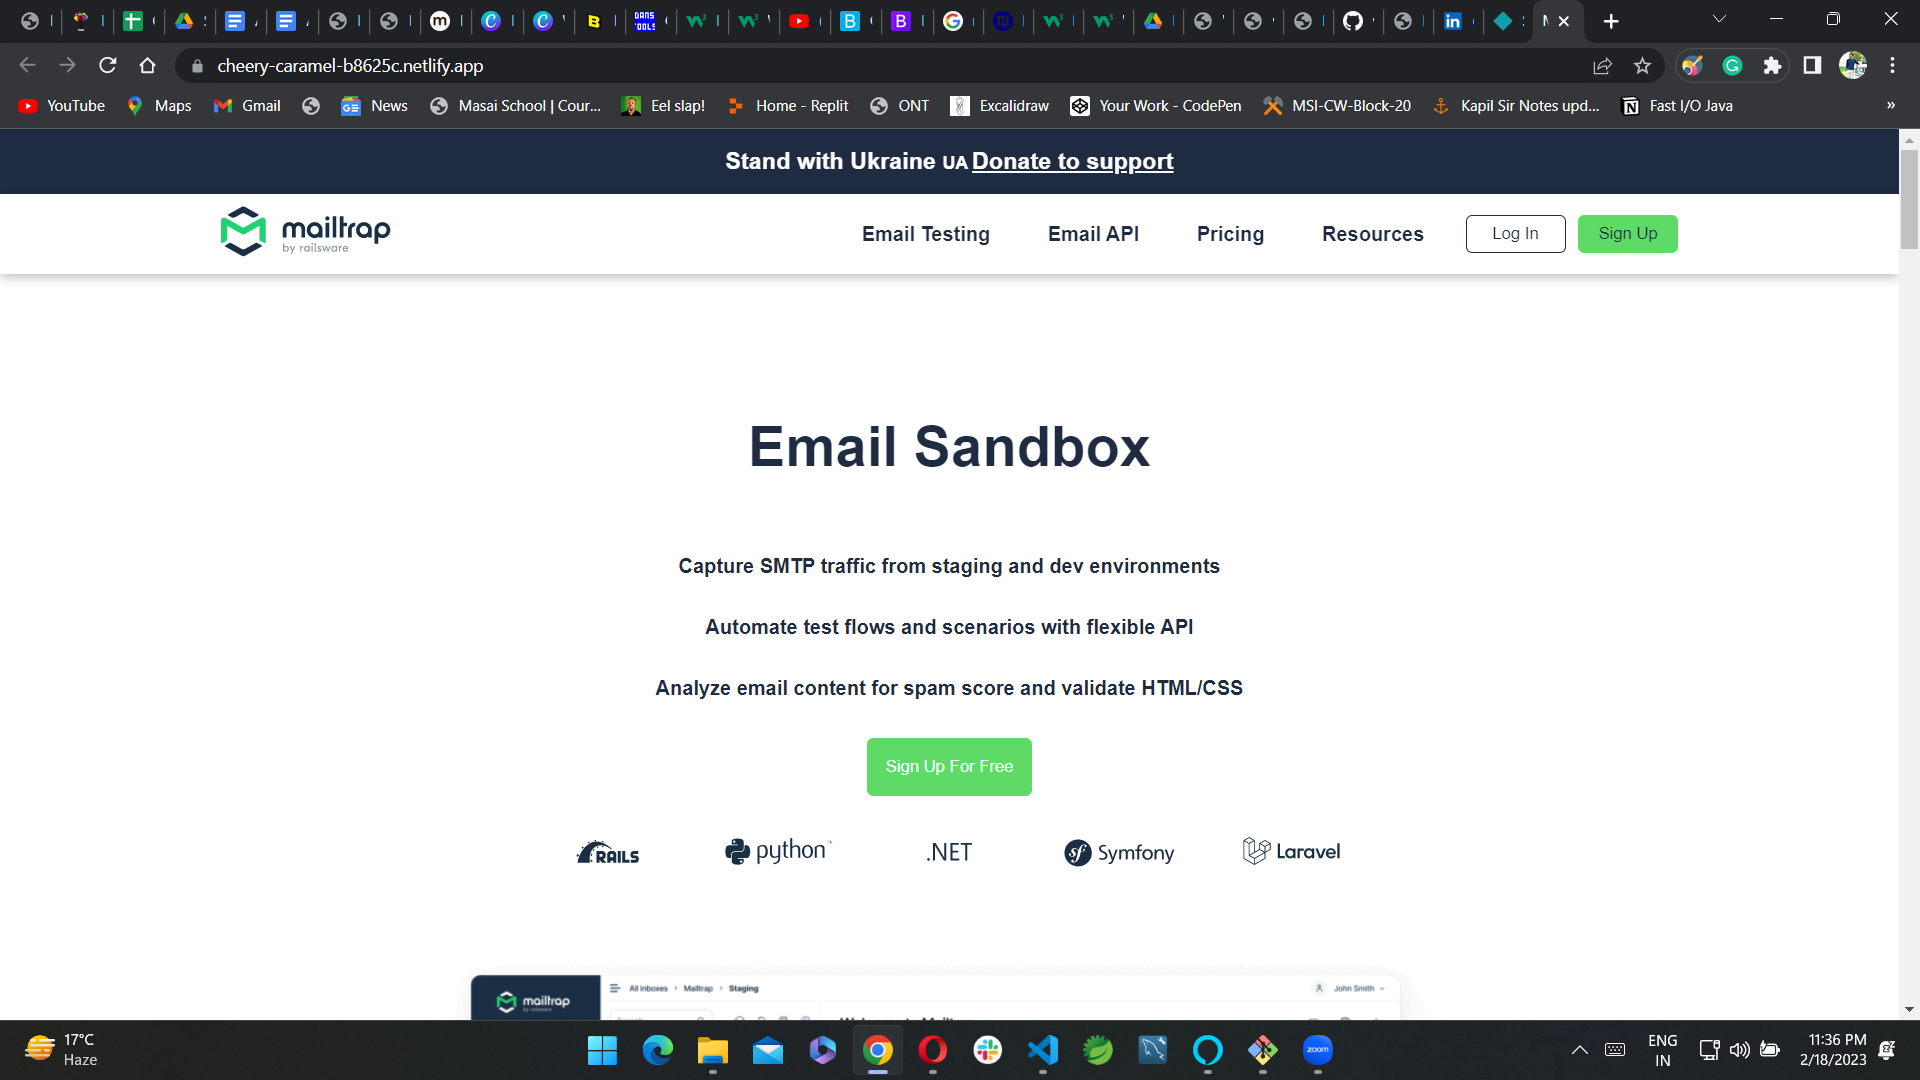 cheery-caramel-b8625c.netlify.app
YouTube
Maps
Gmail
News
Masai School | Cour...
Eel slap!
Home - Replit
ONT
Excalidraw
Your Work - CodePen
MSI-CW-Block-20
Kapil Sir Notes upd...
Fast I/O Java
»
Stand with Ukraine UA Donate to support
mailtrap
by railsware
Email Testing
Email API
Pricing
Resources
Log In
Sign Up
Email Sandbox
Capture SMTP traffic from staging and dev environments
Automate test flows and scenarios with flexible API
Analyze email content for spam score and validate HTML/CSS
Sign Up For Free
RAILS
python™
.NET
sf Symfony
Laravel
mailtrap
by railsware
All inboxes > Mailtrap > Staging
John Smith
17°C
Haze
zoom
ENG
IN
11:36 PM
2/18/2023